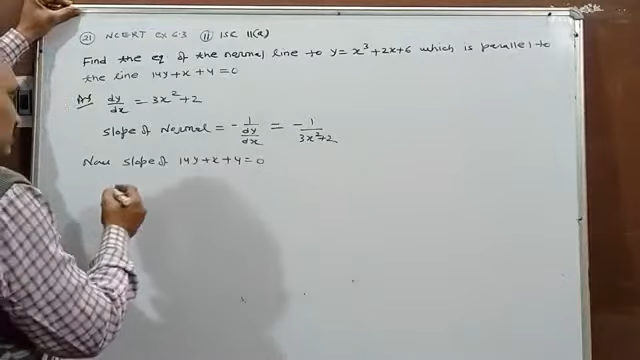 (21) NCERT Ex 6.3 (11) ISC 11(a)
Find the eq of the normal line to y = x³ + 2x + 6 which is parallel to
the line 14y + x + 4 = 0
Ans dy/dx = 3x² + 2
Slope of Normal = - 1/(dy/dx) = - 1/(3x² + 2)
Now slope of 14y + x + 4 = 0